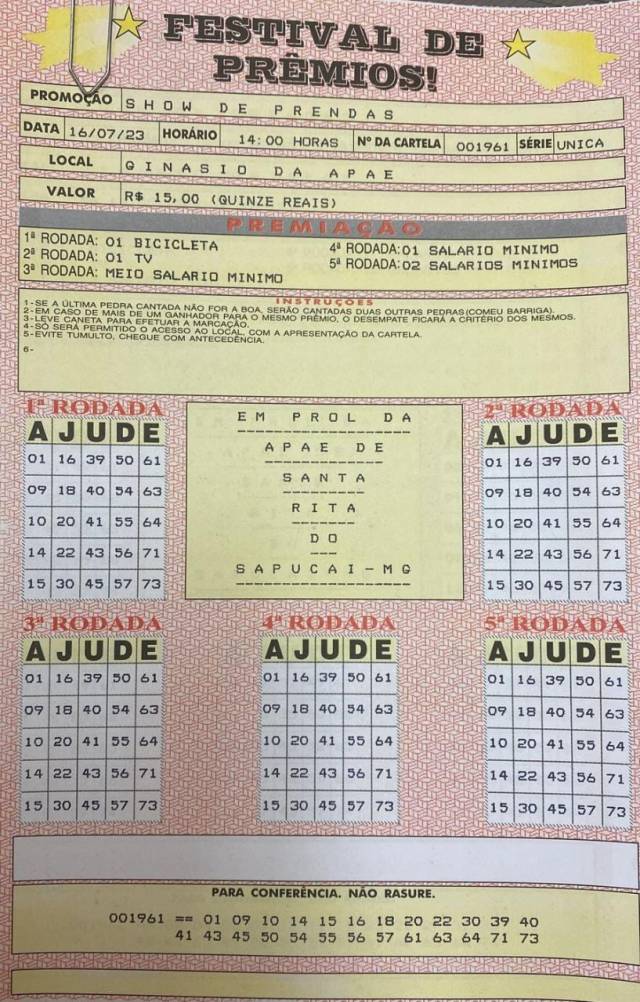 FESTIVAL DE
PRÊMIOS!
PROMOÇÃO SHOW DE PRENDAS
DATA 16/07/23 HORÁRIO 14:00 HORAS Nº DA CARTELA 001961 SÉRIE UNICA
LOCAL GINASIO DA APAE
VALOR R$ 15,00 (QUINZE REAIS)
PREMIAÇÃO
1ª RODADA: 01 BICICLETA 4ª RODADA: 01 SALARIO MINIMO
2ª RODADA: 01 TV 5ª RODADA: 02 SALARIOS MINIMOS
3ª RODADA: MEIO SALARIO MINIMO
INSTRUÇÕES
1-SE A ÚLTIMA PEDRA CANTADA NÃO FOR A BOA, SERÃO CANTADAS DUAS OUTRAS PEDRAS(COMEU BARRIGA).
2-EM CASO DE MAIS DE UM GANHADOR PARA O MESMO PRÊMIO, O DESEMPATE FICARÁ A CRITÉRIO DOS MESMOS.
3-LEVE CANETA PARA EFETUAR A MARCAÇÃO.
4-SÓ SERÁ PERMITIDO O ACESSO AO LOCAL, COM A APRESENTAÇÃO DA CARTELA.
5-EVITE TUMULTO, CHEGUE COM ANTECEDÊNCIA.
6-
1ª RODADA
AJUDE
01 16 39 50 61
09 18 40 54 63
10 20 41 55 64
14 22 43 56 71
15 30 45 57 73
EM PROL DA
APAE DE
SANTA
RITA
DO
SAPUCAI-MG
2ª RODADA
AJUDE
01 16 39 50 61
09 18 40 54 63
10 20 41 55 64
14 22 43 56 71
15 30 45 57 73
3ª RODADA
AJUDE
01 16 39 50 61
09 18 40 54 63
10 20 41 55 64
14 22 43 56 71
15 30 45 57 73
4ª RODADA
AJUDE
01 16 39 50 61
09 18 40 54 63
10 20 41 55 64
14 22 43 56 71
15 30 45 57 73
5ª RODADA
AJUDE
01 16 39 50 61
09 18 40 54 63
10 20 41 55 64
14 22 43 56 71
15 30 45 57 73
PARA CONFERÊNCIA. NÃO RASURE.
001961 == 01 09 10 14 15 16 18 20 22 30 39 40
41 43 45 50 54 55 56 57 61 63 64 71 73